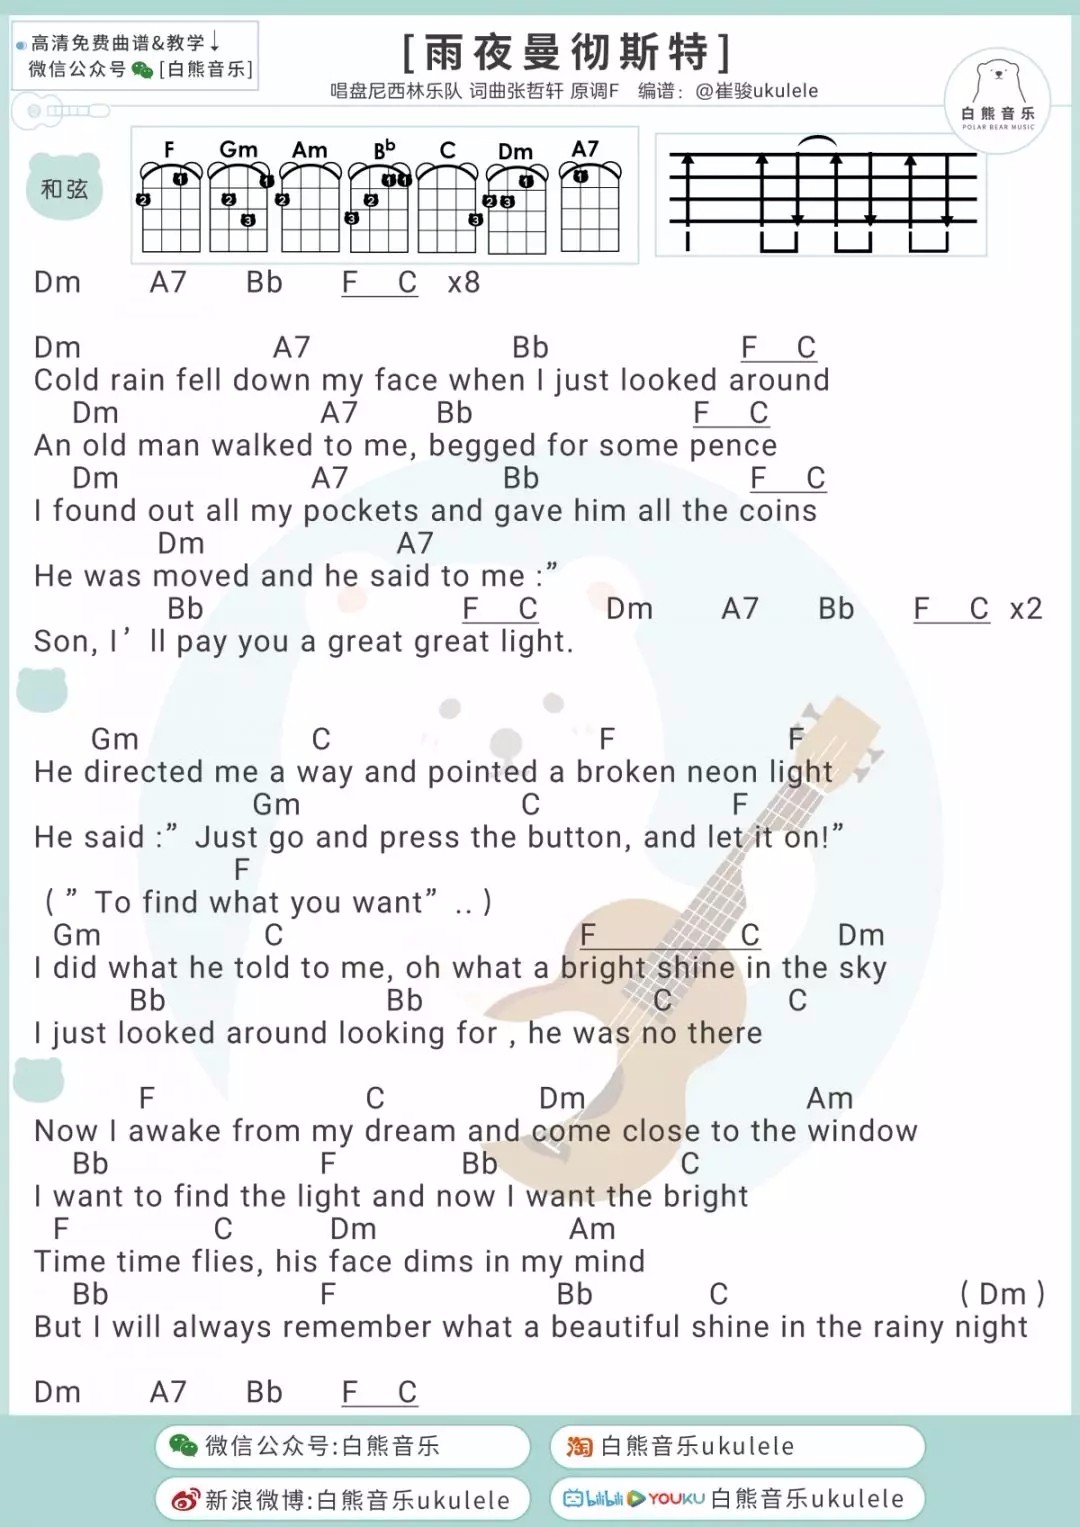 高清免费曲谱&教学↓
微信公众号 [白熊音乐]
[雨夜曼彻斯特]
唱盘尼西林乐队 词曲张哲轩 原调F 编谱：@崔骏ukulele
白熊音乐
POLAR BEAR MUSIC
和弦
F Gm Am Bb C Dm A7
Dm A7 Bb F C x8
Dm A7 Bb F C
Cold rain fell down my face when I just looked around
Dm A7 Bb F C
An old man walked to me, begged for some pence
Dm A7 Bb F C
I found out all my pockets and gave him all the coins
Dm A7
He was moved and he said to me :”
Bb F C Dm A7 Bb F C x2
Son, I’ll pay you a great great light.
Gm C F F
He directed me a way and pointed a broken neon light
Gm C F
He said :” Just go and press the button, and let it on!”
F
(” To find what you want” ..)
Gm C F C Dm
I did what he told to me, oh what a bright shine in the sky
Bb Bb C C
I just looked around looking for , he was no there
F C Dm Am
Now I awake from my dream and come close to the window
Bb F Bb C
I want to find the light and now I want the bright
F C Dm Am
Time time flies, his face dims in my mind
Bb F Bb C (Dm)
But I will always remember what a beautiful shine in the rainy night
Dm A7 Bb F C
微信公众号:白熊音乐
淘 白熊音乐ukulele
新浪微博:白熊音乐ukulele
bilibili YOUKU 白熊音乐ukulele